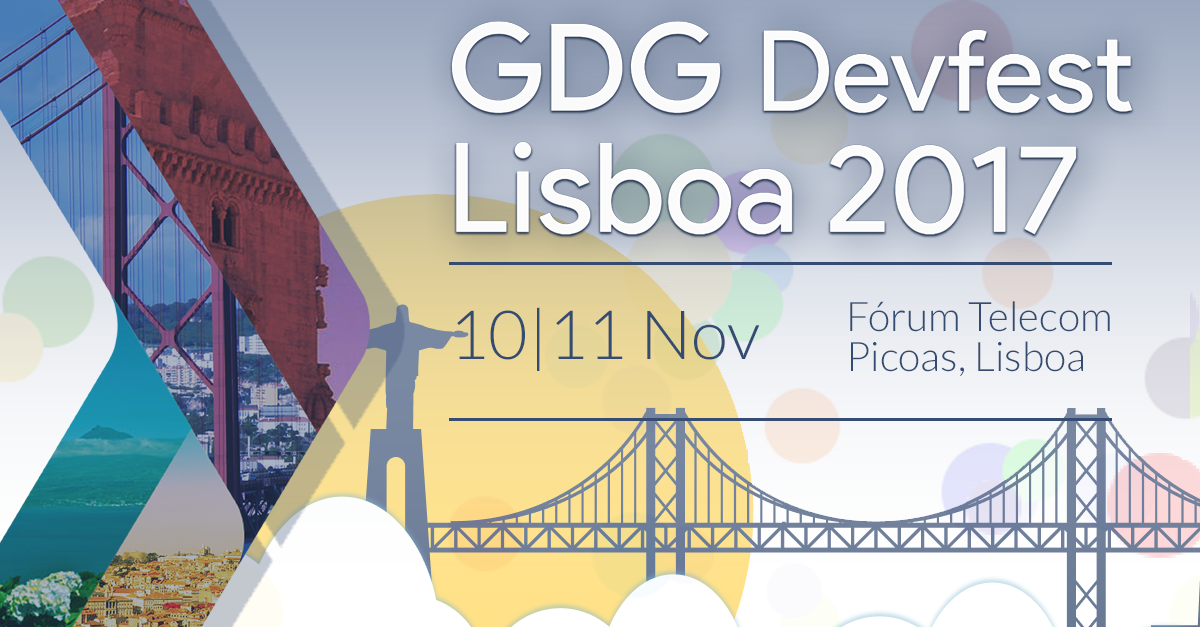 GDG Devfest
Lisboa 2017
10|11 Nov
Fórum Telecom
Picoas, Lisboa